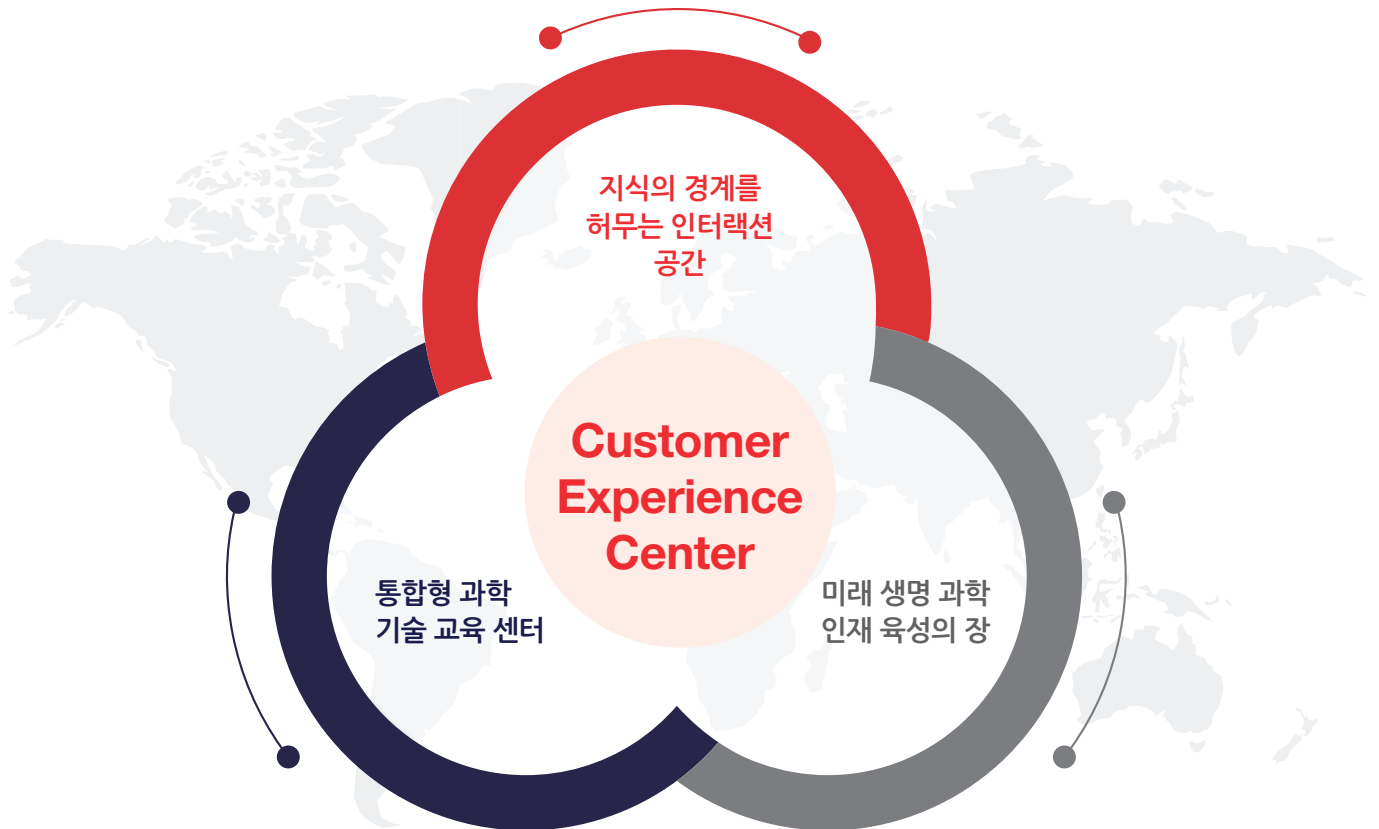 지식의 경계를
허무는 인터랙션
공간
Customer
Experience
Center
통합형 과학
기술 교육 센터
미래 생명 과학
인재 육성의 장